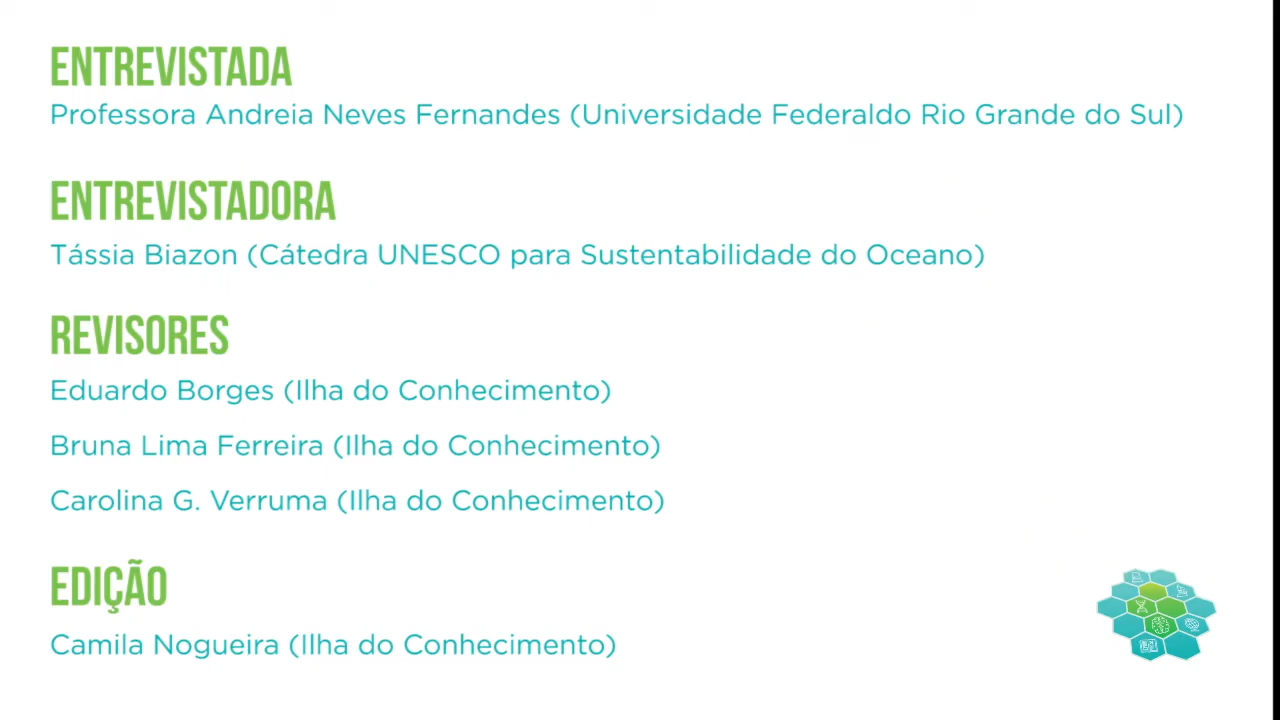 ENTREVISTADA
Professora Andreia Neves Fernandes (Universidade Federaldo Rio Grande do Sul)
ENTREVISTADORA
Tássia Biazon (Cátedra UNESCO para Sustentabilidade do Oceano)
REVISORES
Eduardo Borges (Ilha do Conhecimento)
Bruna Lima Ferreira (Ilha do Conhecimento)
Carolina G. Verruma (Ilha do Conhecimento)
EDIÇÃO
Camila Nogueira (Ilha do Conhecimento)